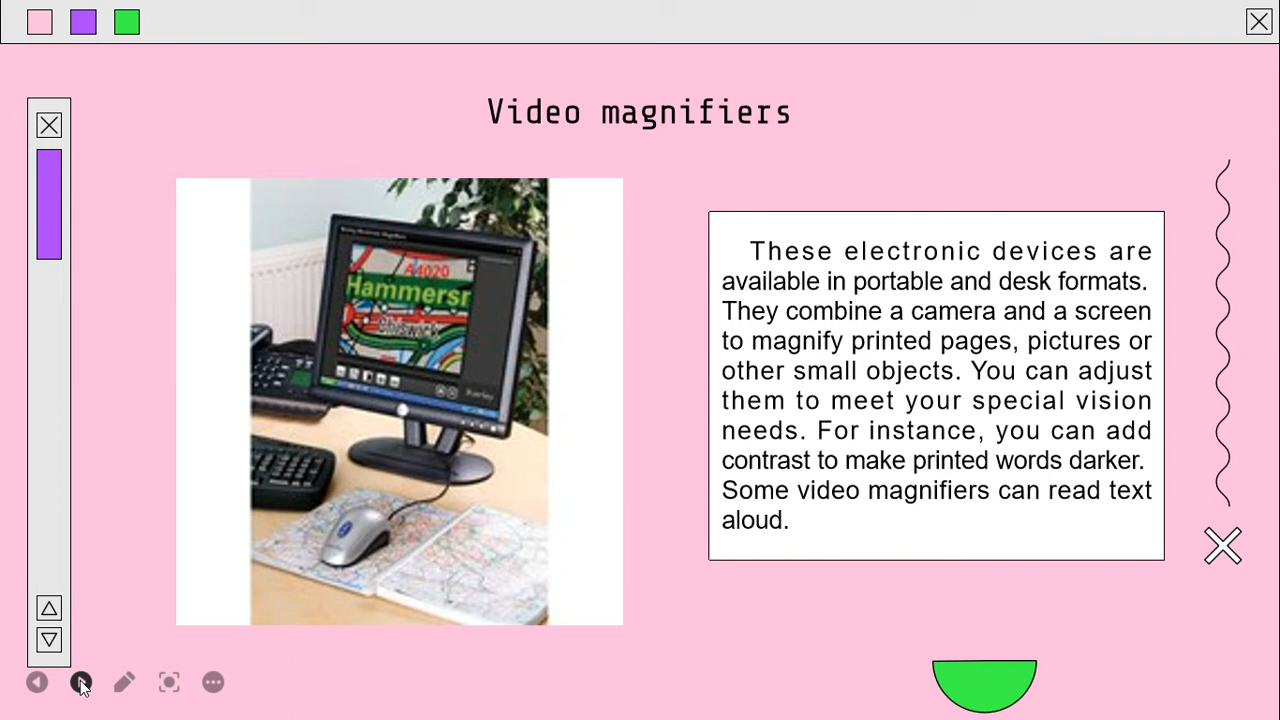 Video magnifiers
A4020
Hammersm
Chiswick
These electronic devices are
available in portable and desk formats.
They combine a camera and a screen
to magnify printed pages, pictures or
other small objects. You can adjust
them to meet your special vision
needs. For instance, you can add
contrast to make printed words darker.
Some video magnifiers can read text
aloud.